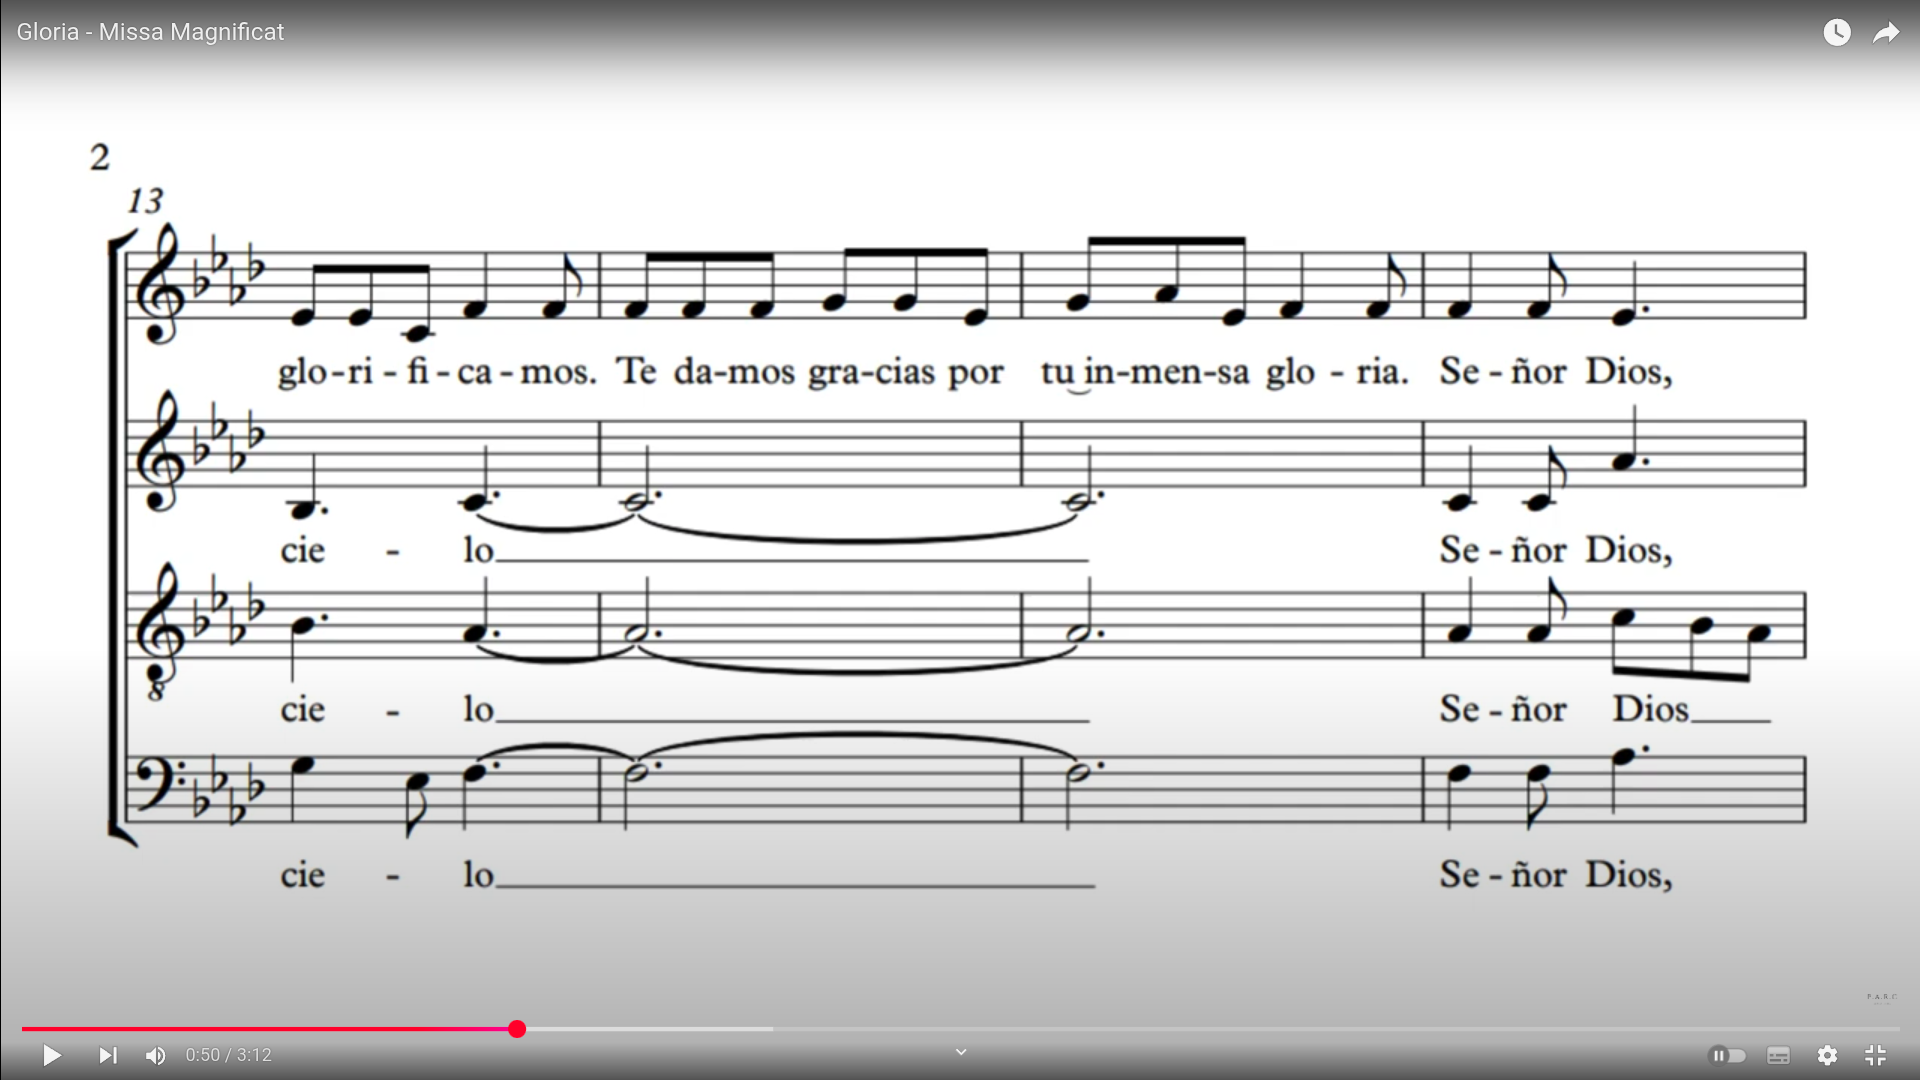 Gloria - Missa Magnificat
2
13
glo-ri - fi - ca - mos. Te da-mos gra-cias por tu in-men-sa glo - ria. Se - ñor Dios,
cie - lo Se - ñor Dios,
8
cie - lo Se - ñor Dios
cie - lo Se - ñor Dios,
P.A.R.C
0:50 / 3:12